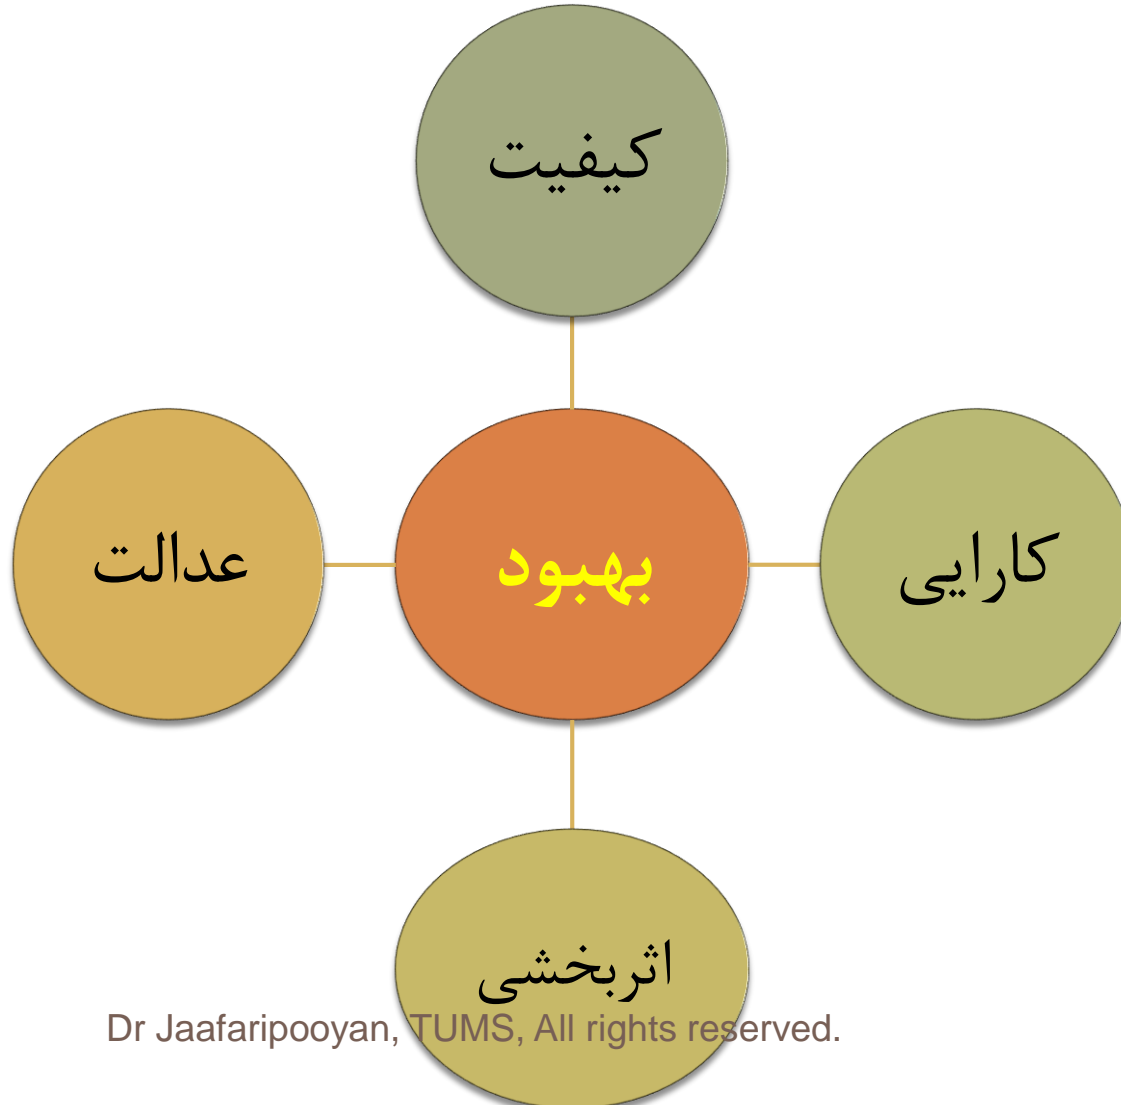 کیفیت
کارایی
بهبود
عدالت
اثربخشی
Dr Jaafaripooyan, TUMS, All rights reserved.